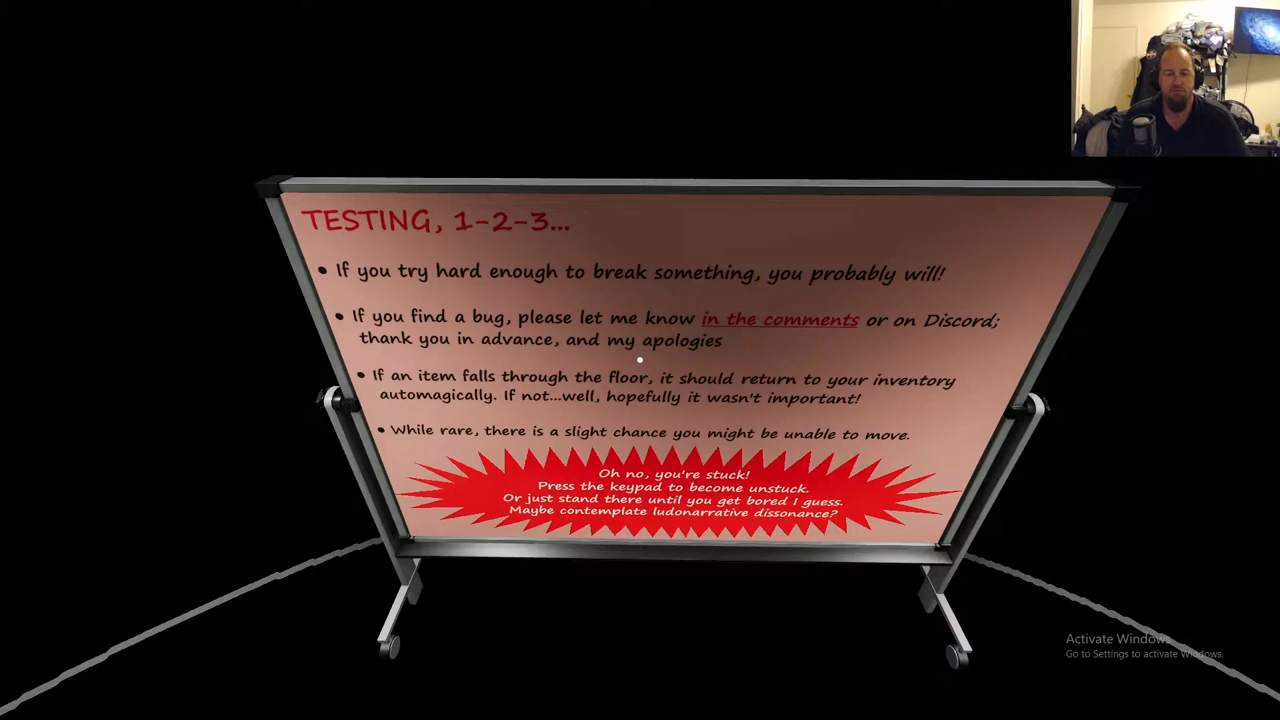 TESTING, 1-2-3...
• If you try hard enough to break something, you probably will!
• If you find a bug, please let me know in the comments or on Discord;
thank you in advance, and my apologies
• If an item falls through the floor, it should return to your inventory
automagically. If not...well, hopefully it wasn't important!
• While rare, there is a slight chance you might be unable to move.
Oh no, you're stuck!
Press the keypad to become unstuck.
Or just stand there until you get bored I guess.
Maybe contemplate ludonarrative dissonance?
Activate Windows
Go to Settings to activate Windows.